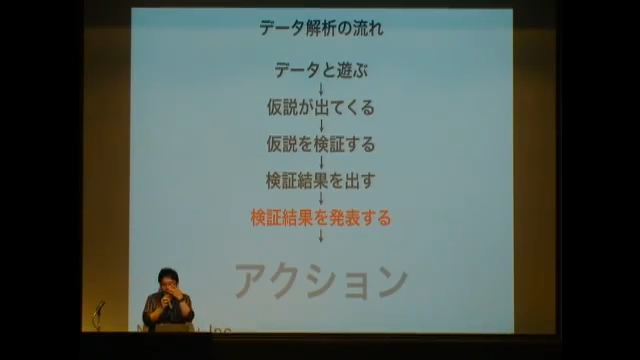 データ解析の流れ
データと遊ぶ
↓
仮説が出てくる
↓
仮説を検証する
↓
検証結果を出す
↓
検証結果を発表する
↓
アクション
Inc